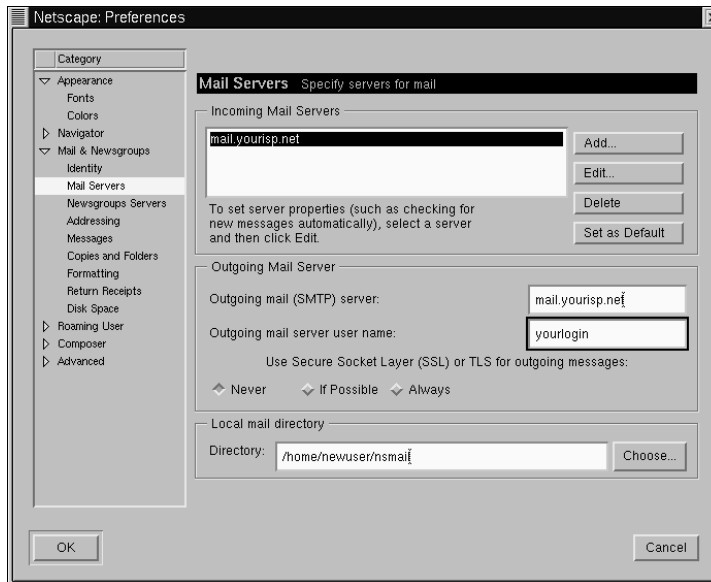 Netscape: Preferences
Category
Appearance
Fonts
Colors
Navigator
Mail & Newsgroups
Identity
Mail Servers
Newsgroups Servers
Addressing
Messages
Copies and Folders
Formatting
Return Receipts
Disk Space
Roaming User
Composer
Advanced
Mail Servers Specify servers for mail
Incoming Mail Servers
mail.yourisp.net
Add...
Edit...
Delete
Set as Default
To set server properties (such as checking for
new messages automatically), select a server
and then click Edit.
Outgoing Mail Server
Outgoing mail (SMTP) server: mail.yourisp.net
Outgoing mail server user name: yourlogin
Use Secure Socket Layer (SSL) or TLS for outgoing messages:
Never If Possible Always
Local mail directory
Directory: /home/newuser/nsmail Choose...
OK Cancel